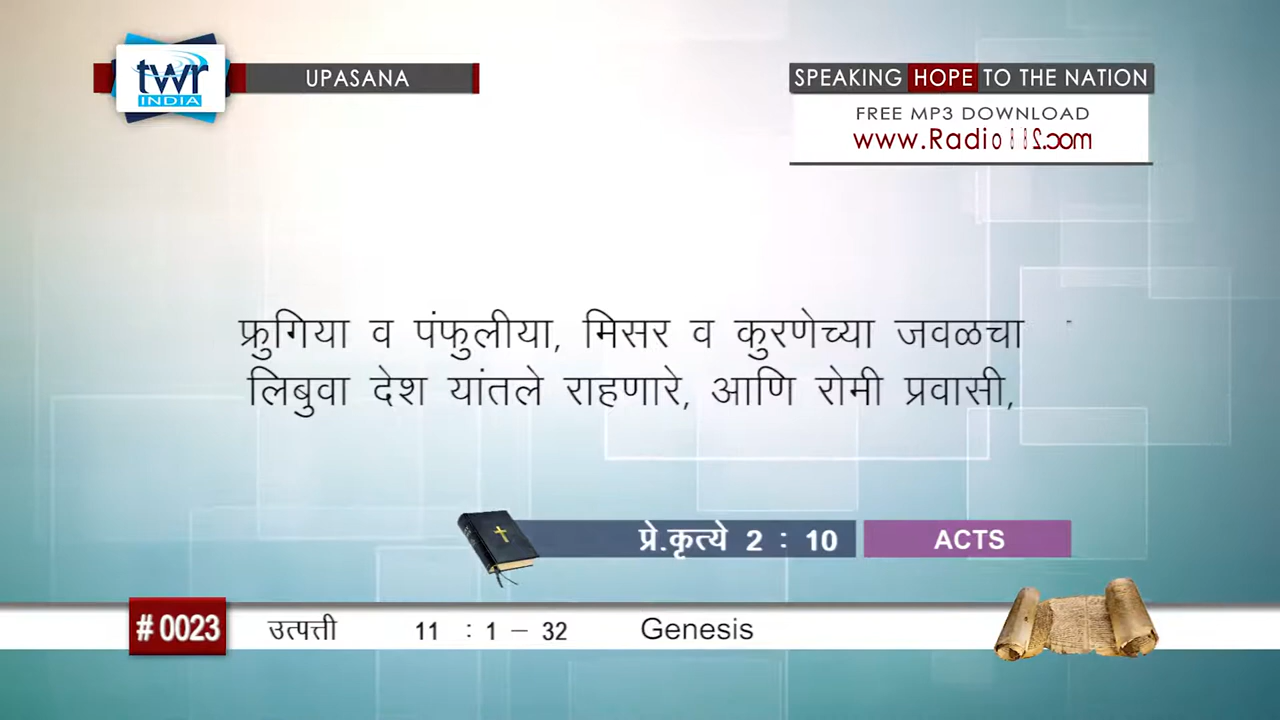 twr
INDIA
UPASANA
SPEAKING HOPE TO THE NATION
FREE MP3 DOWNLOAD
www.Radio882.com
फ्रुगिया व पंफुलीया, मिसर व कुरणेच्या जवळचा
लिबुवा देश यांतले राहणारे, आणि रोमी प्रवासी,
प्रे.कृत्ये 2 : 10
ACTS
#0023
उत्पत्ती 11 : 1 – 32 Genesis